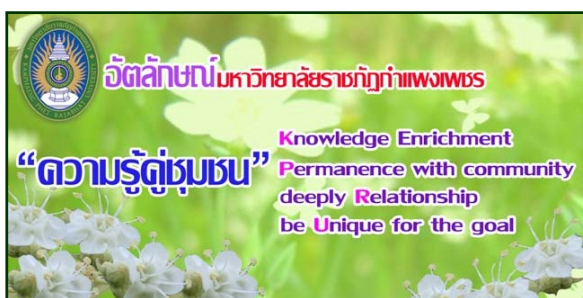 อัตลักษณ์มหาวิทยาลัยราชภัฏกำแพงเพชร
“ความรู้คู่ชุมชน”
Knowledge Enrichment
Permanence with community
deeply Relationship
be Unique for the goal